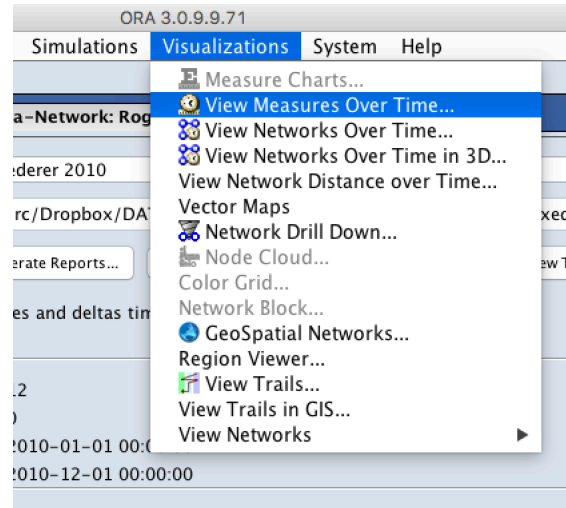 ORA 3.0.9.9.71
Simulations Visualizations System Help
Measure Charts...
View Measures Over Time...
a-Network: Rog
View Networks Over Time...
View Networks Over Time in 3D...
ederer 2010
View Network Distance over Time...
Vector Maps
rc/Dropbox/DA
xec
Network Drill Down...
Node Cloud...
erate Reports...
ew T
Color Grid...
Network Block...
es and deltas tim
GeoSpatial Networks...
Region Viewer...
View Trails...
.2
View Trails in GIS...
)
View Networks
2010-01-01 00:0
2010-12-01 00:00:00